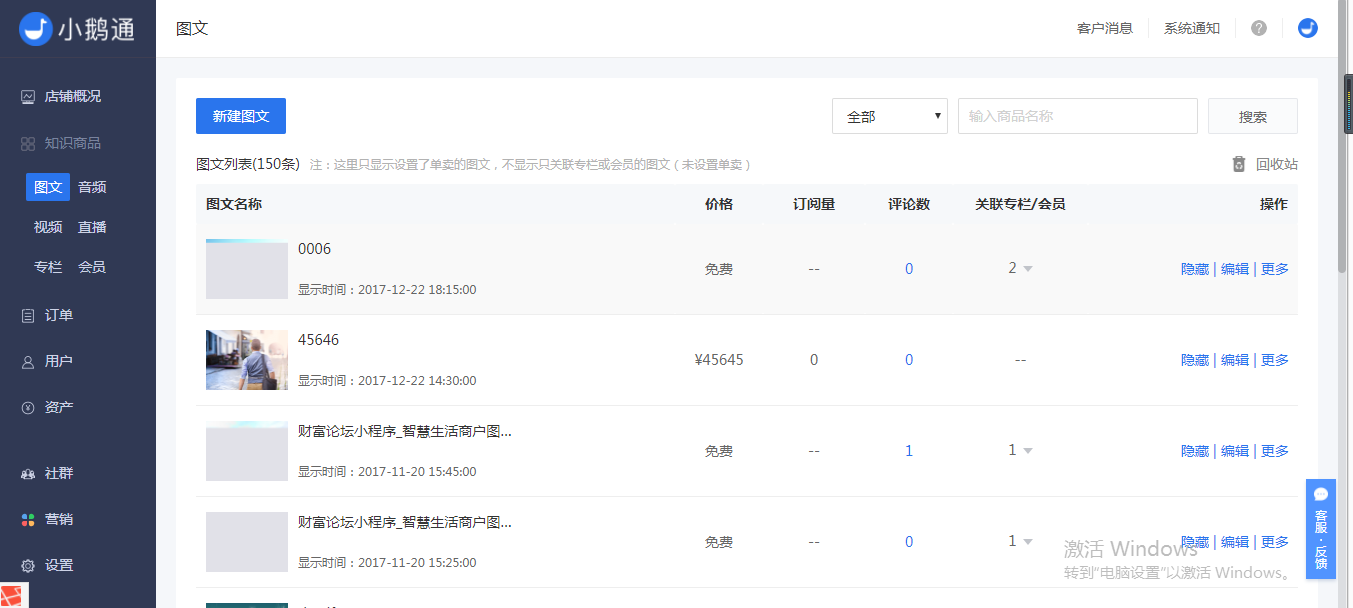 小鹅通
图文
客户消息
系统通知
?
店铺概况
知识商品
图文 音频
视频 直播
专栏 会员
订单
用户
资产
社群
营销
设置
新建图文
全部
输入商品名称
搜索
图文列表(150条) 注：这里只显示设置了单卖的图文，不显示只关联专栏或会员的图文（未设置单卖）
回收站
图文名称 价格 订阅量 评论数 关联专栏/会员 操作
0006
免费 -- 0 2 隐藏 | 编辑 | 更多
显示时间：2017-12-22 18:15:00
45646
¥45645 0 0 -- 隐藏 | 编辑 | 更多
显示时间：2017-12-22 14:30:00
财富论坛小程序_智慧生活商户图...
免费 -- 1 1 隐藏 | 编辑 | 更多
显示时间：2017-11-20 15:45:00
财富论坛小程序_智慧生活商户图...
免费 -- 0 1 隐藏 | 编辑 | 更多
显示时间：2017-11-20 15:25:00
客服·反馈
激活 Windows
转到“电脑设置”以激活 Windows。